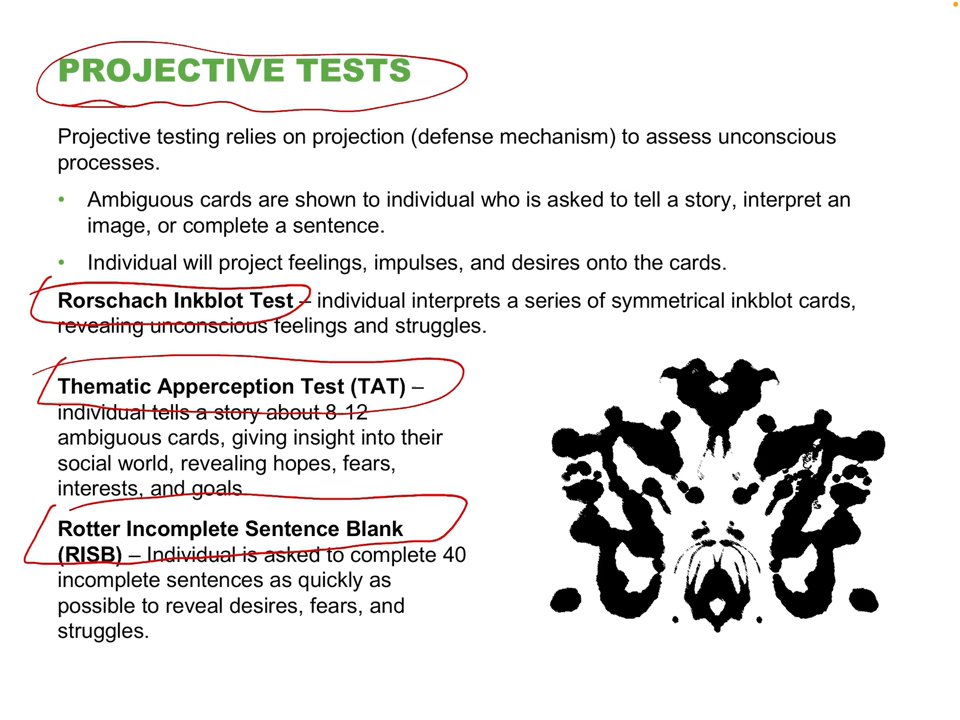 PROJECTIVE TESTS
Projective testing relies on projection (defense mechanism) to assess unconscious
processes.
• Ambiguous cards are shown to individual who is asked to tell a story, interpret an
image, or complete a sentence.
• Individual will project feelings, impulses, and desires onto the cards.
Rorschach Inkblot Test – individual interprets a series of symmetrical inkblot cards,
revealing unconscious feelings and struggles.
Thematic Apperception Test (TAT) –
individual tells a story about 8-12
ambiguous cards, giving insight into their
social world, revealing hopes, fears,
interests, and goals.
Rotter Incomplete Sentence Blank
(RISB) – Individual is asked to complete 40
incomplete sentences as quickly as
possible to reveal desires, fears, and
struggles.